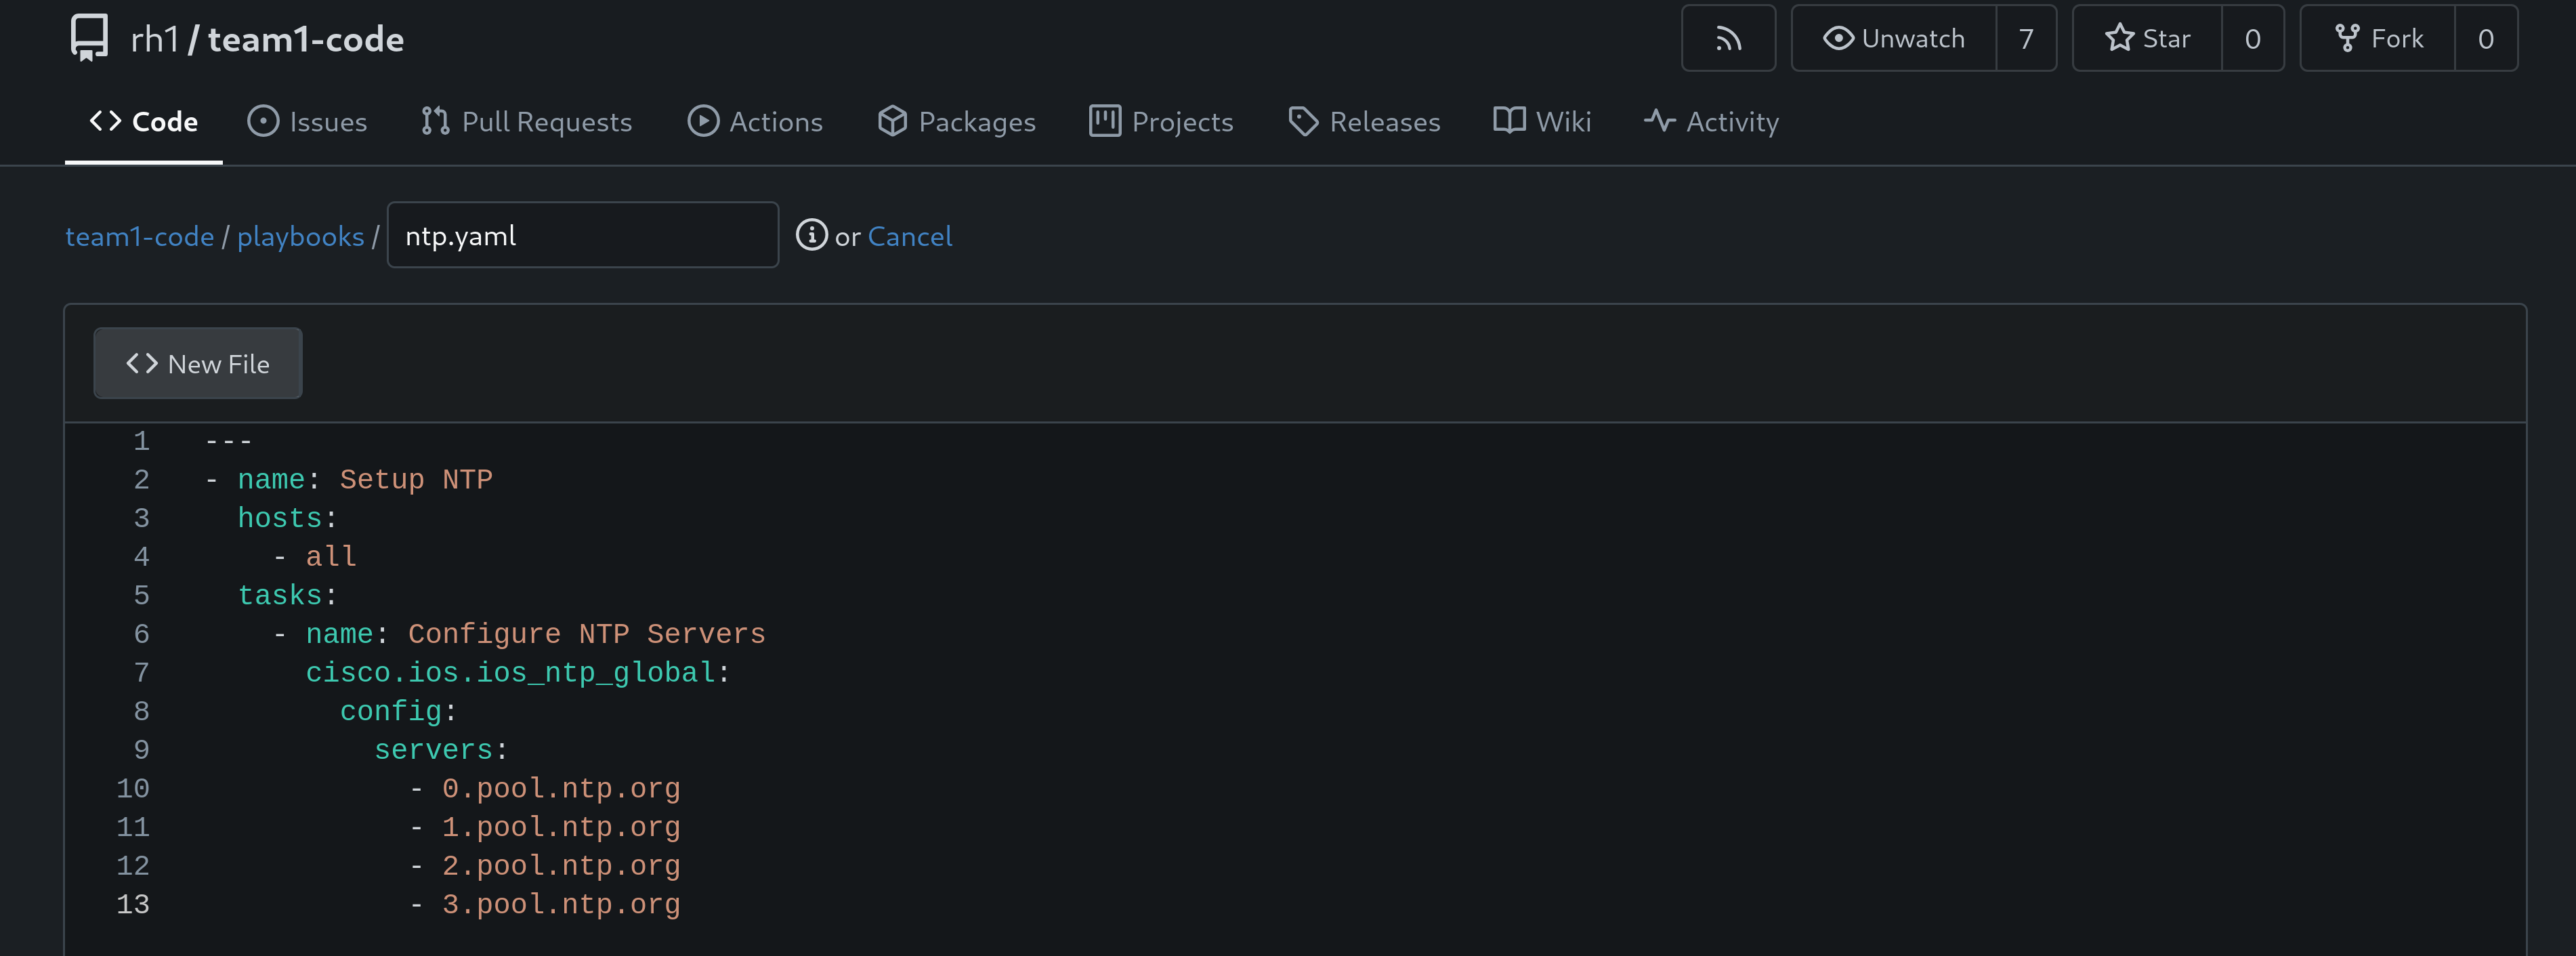 rh1 / team1-code
Unwatch 7 Star 0 Fork 0
Code Issues Pull Requests Actions Packages Projects Releases Wiki Activity
team1-code / playbooks / ntp.yaml or Cancel
New File
1 ---
2 - name: Setup NTP
3   hosts:
4     - all
5   tasks:
6     - name: Configure NTP Servers
7       cisco.ios.ios_ntp_global:
8         config:
9           servers:
10             - 0.pool.ntp.org
11             - 1.pool.ntp.org
12             - 2.pool.ntp.org
13             - 3.pool.ntp.org